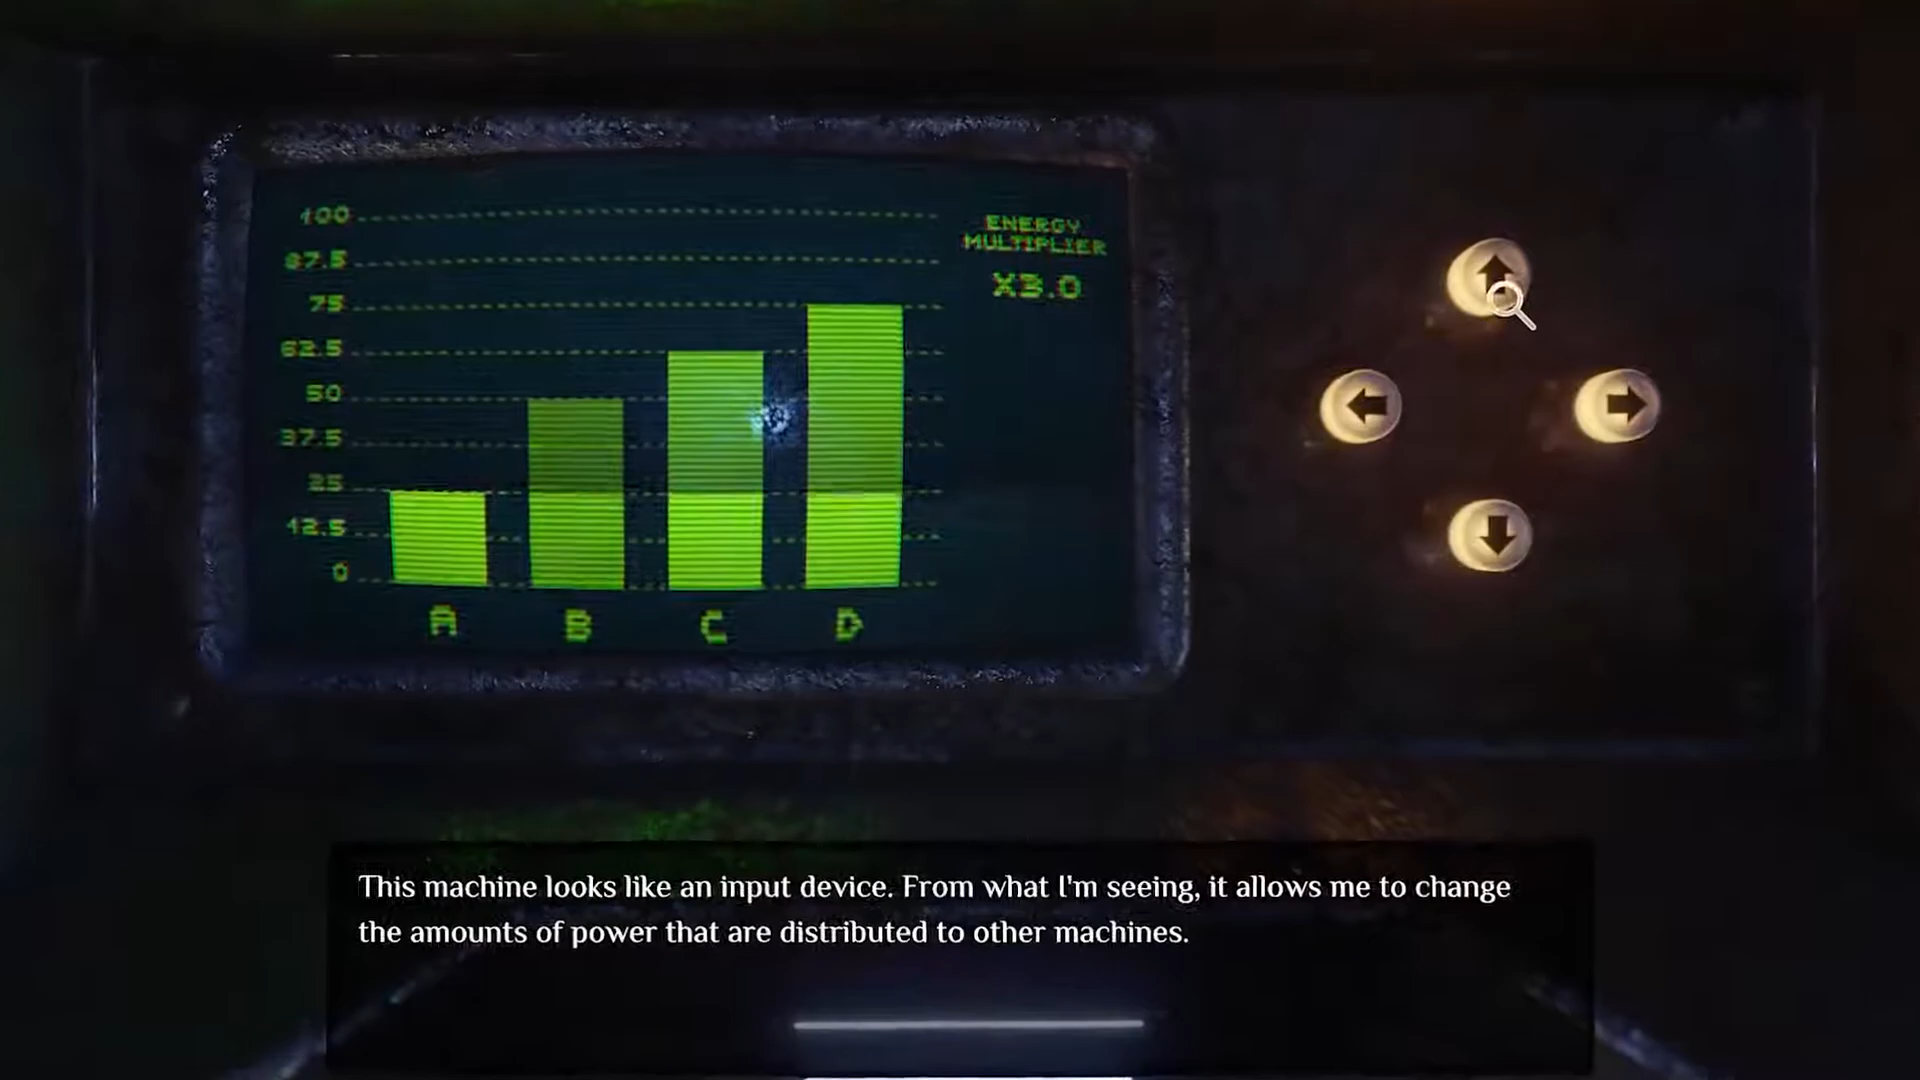 100
87.5
75
62.5
50
37.5
25
12.5
0
A B C D
ENERGY
MULTIPLIER
X3.0
This machine looks like an input device. From what I'm seeing, it allows me to change
the amounts of power that are distributed to other machines.